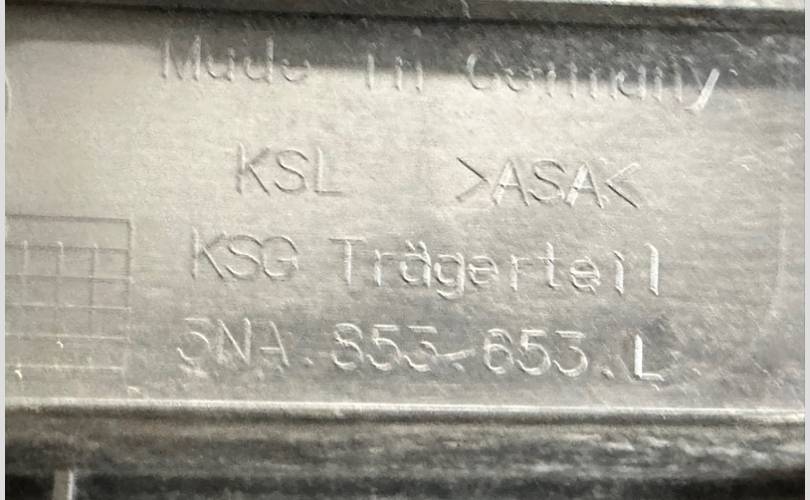 Made in Germany
KSL >ASA<
KSG Trägerteil
5NA.853-653.L